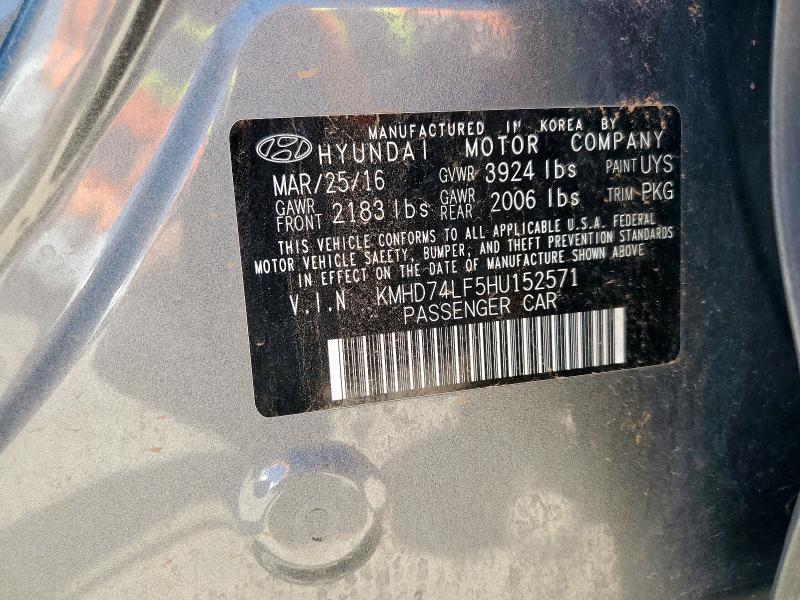 MANUFACTURED IN KOREA BY
HYUNDAI MOTOR COMPANY
MAR/25/16 GVWR 3924 lbs PAINT UYS
GAWR FRONT 2183 lbs GAWR REAR 2006 lbs TRIM PKG
THIS VEHICLE CONFORMS TO ALL APPLICABLE U.S.A. FEDERAL
MOTOR VEHICLE SAFETY, BUMPER, AND THEFT PREVENTION STANDARDS
IN EFFECT ON THE DATE OF MANUFACTURE SHOWN ABOVE
V.I.N KMHD74LF5HU152571
PASSENGER CAR